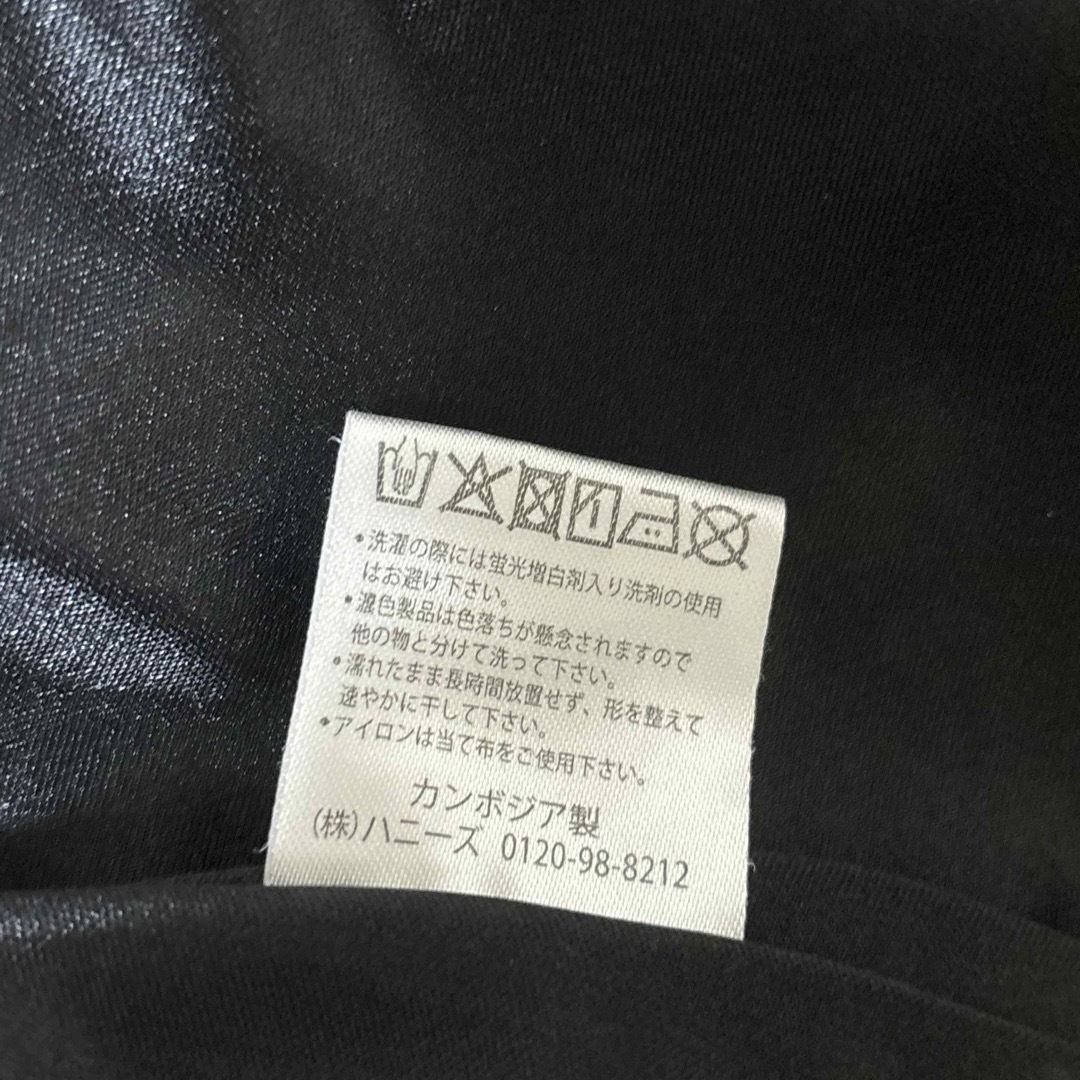 •洗濯の際には蛍光増白剤入り洗剤の使用
はお避け下さい。
•濃色製品は色落ちが懸念されますので
他の物と分けて洗って下さい。
•濡れたまま長時間放置せず、形を整えて
速やかに干して下さい。
•アイロンは当て布をご使用下さい。
カンボジア製
(株)ハニーズ 0120-98-8212